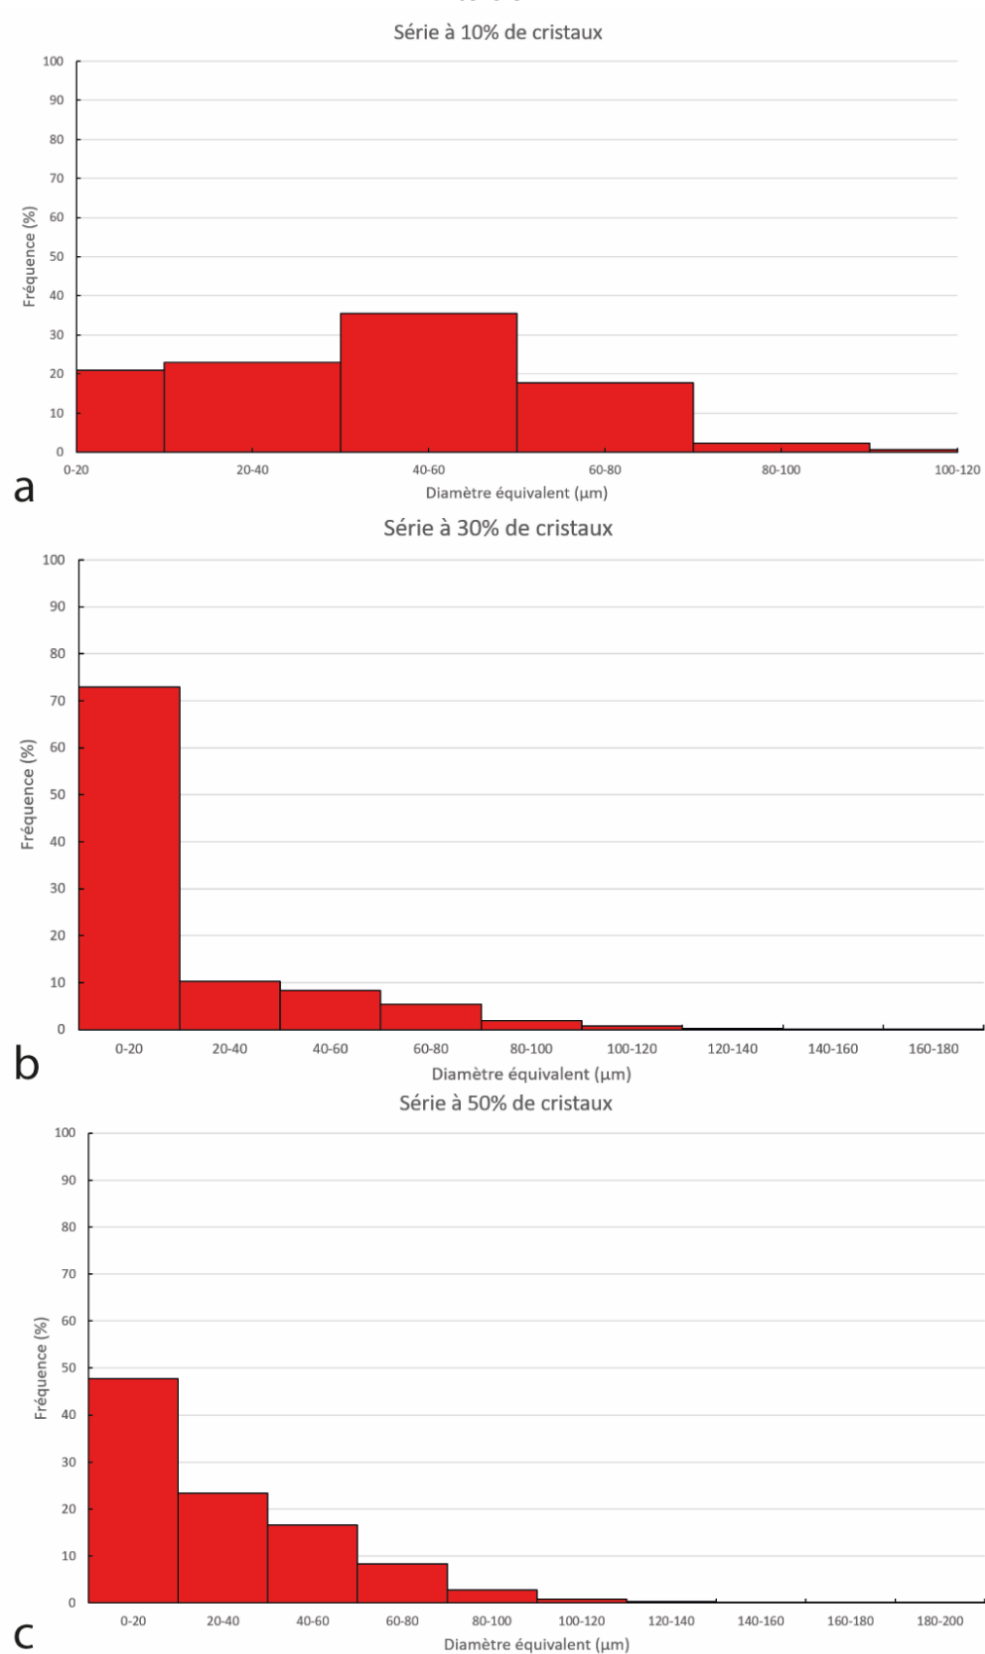 Série à 10% de cristaux
100
90
80
70
60
50
40
30
20
10
0
Fréquence (%)
0-20 20-40 40-60 60-80 80-100 100-120
Diamètre équivalent (µm)
a
Série à 30% de cristaux
100
90
80
70
60
50
40
30
20
10
0
Fréquence (%)
0-20 20-40 40-60 60-80 80-100 100-120 120-140 140-160 160-180
Diamètre équivalent (µm)
b
Série à 50% de cristaux
100
90
80
70
60
50
40
30
20
10
0
Fréquence (%)
0-20 20-40 40-60 60-80 80-100 100-120 120-140 140-160 160-180 180-200
Diamètre équivalent (µm)
c